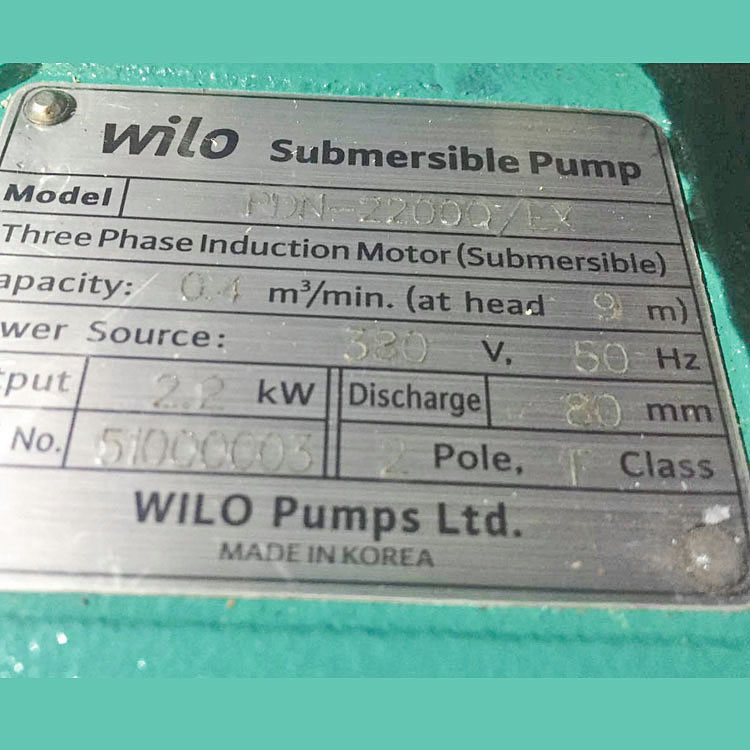 wilo Submersible Pump
Model PDN-2200Q/EX
Three Phase Induction Motor (Submersible)
apacity: 0.4 m³/min. (at head 9 m)
wer Source: 380 V, 50 Hz
tput 2.2 kW Discharge 80 mm
No. 51000003 2 Pole, F Class
WILO Pumps Ltd.
MADE IN KOREA